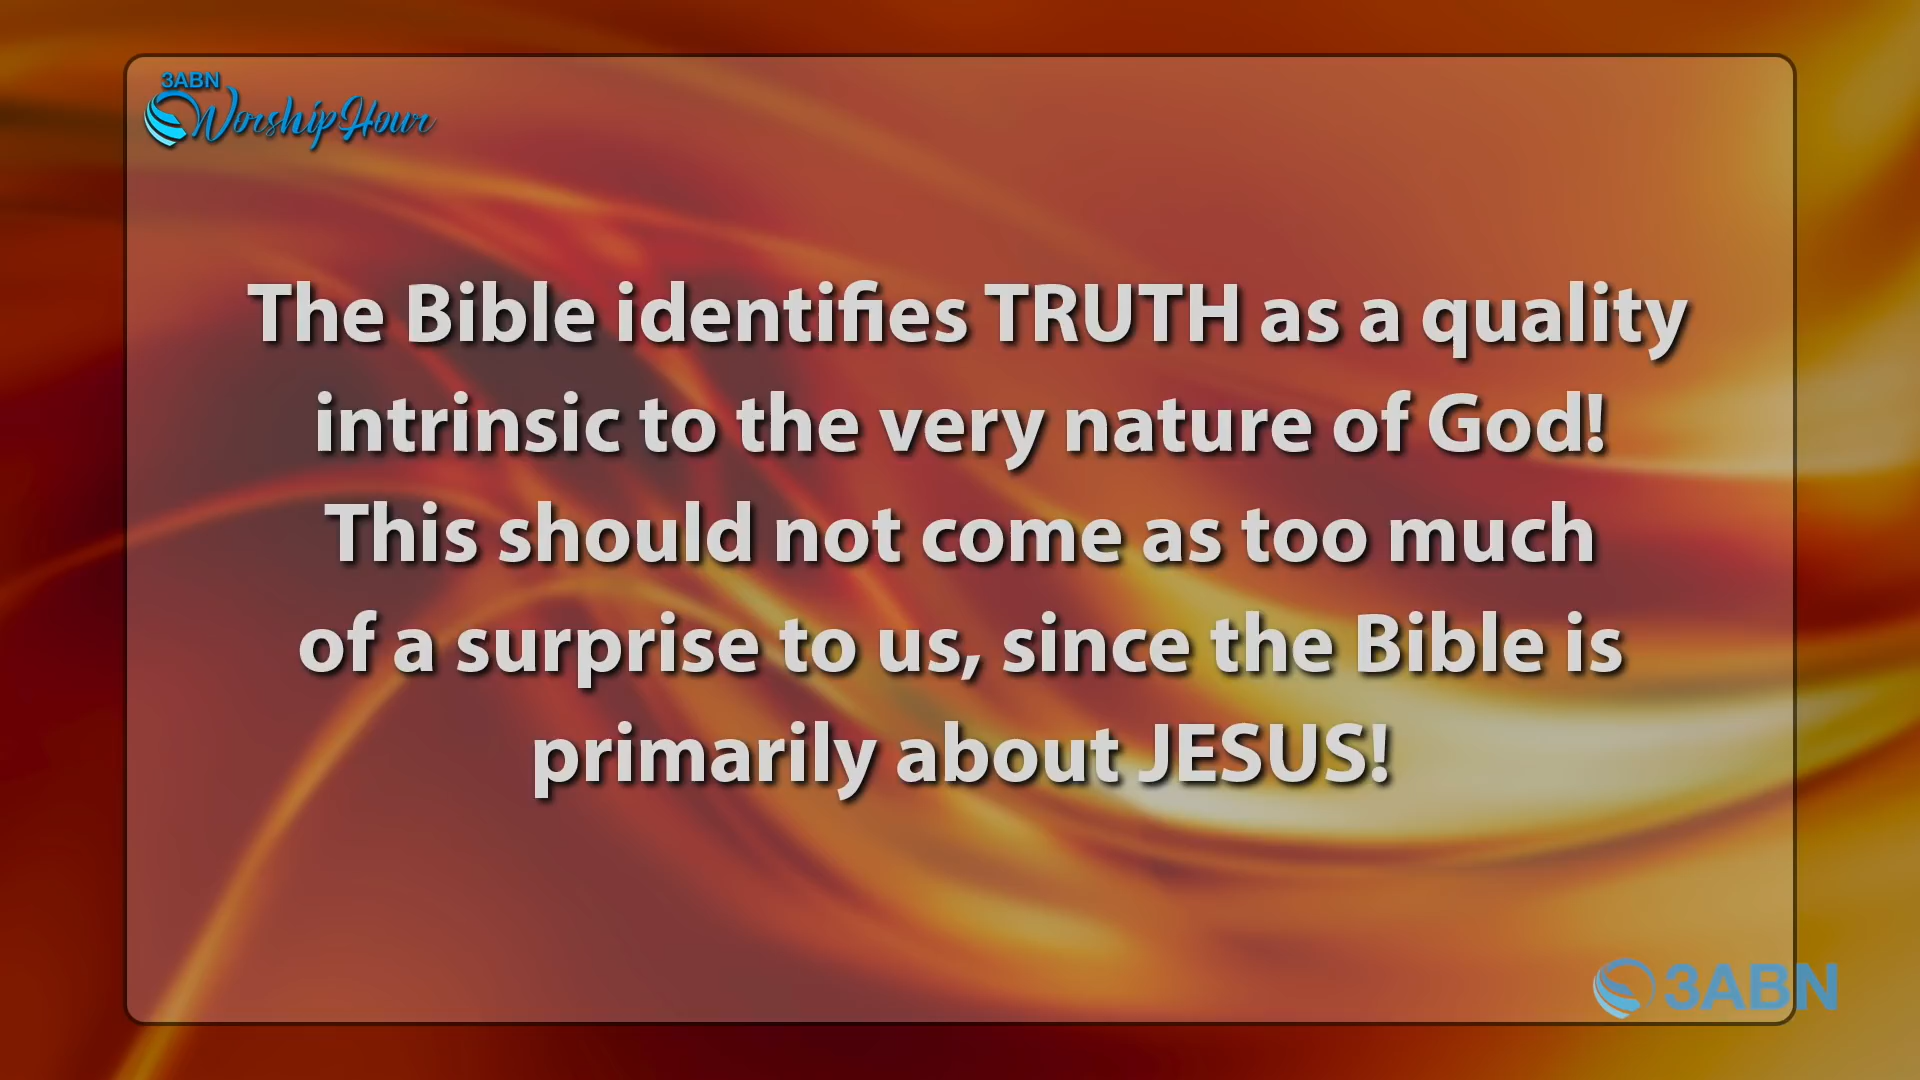 3ABN
Worship Hour
The Bible identifies TRUTH as a quality
intrinsic to the very nature of God!
This should not come as too much
of a surprise to us, since the Bible is
primarily about JESUS!
3ABN